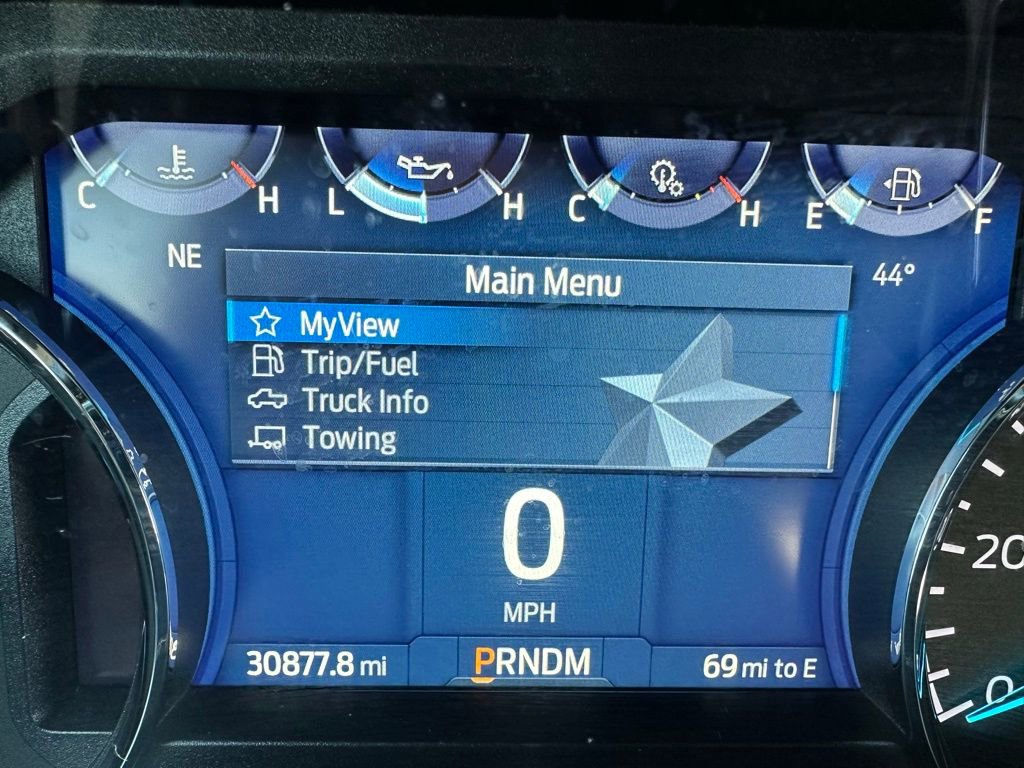 C H L H C H E F
NE
44°
Main Menu
MyView
Trip/Fuel
Truck Info
Towing
0
MPH
20
30877.8 mi
PRNDM
69 mi to E
0